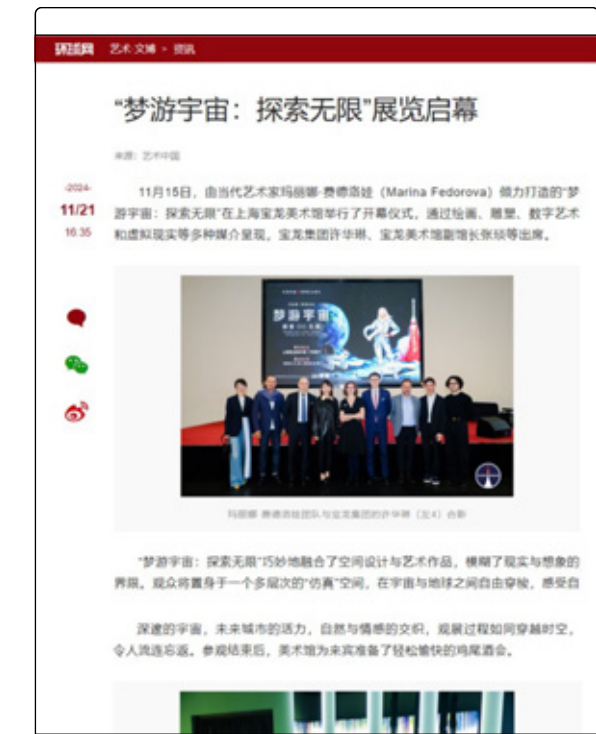 环球网 艺术·文博 > 资讯
“梦游宇宙：探索无限”展览启幕
来源：艺术中国
-2024-
11/21
16:35
11月15日，由当代艺术家玛丽娜·费德洛娃（Marina Fedorova）倾力打造的“梦
游宇宙：探索无限”在上海宝龙美术馆举行了开幕仪式，通过绘画、雕塑、数字艺术
和虚拟现实等多种媒介呈现，宝龙集团许华琳、宝龙美术馆副馆长张琰等出席。
梦游宇宙
玛丽娜·费德洛娃团队与宝龙集团的许华琳（左4）合影
“梦游宇宙：探索无限”巧妙地融合了空间设计与艺术作品，模糊了现实与想象的
界限。观众将置身于一个多层次的“仿真”空间，在宇宙与地球之间自由穿梭，感受自
深邃的宇宙，未来城市的活力，自然与情感的交织，观展过程如同穿越时空，
令人流连忘返。参观结束后，美术馆为来宾准备了轻松愉快的鸡尾酒会。